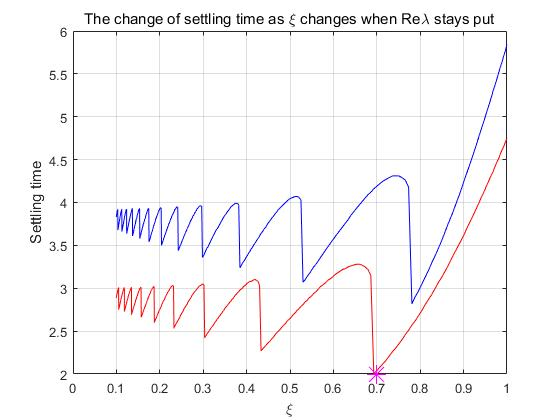 The change of settling time as ξ changes when Reλ stays put
6
5.5
5
4.5
4
3.5
3
2.5
2
Settling time
0 0.1 0.2 0.3 0.4 0.5 0.6 0.7 0.8 0.9 1
ξ